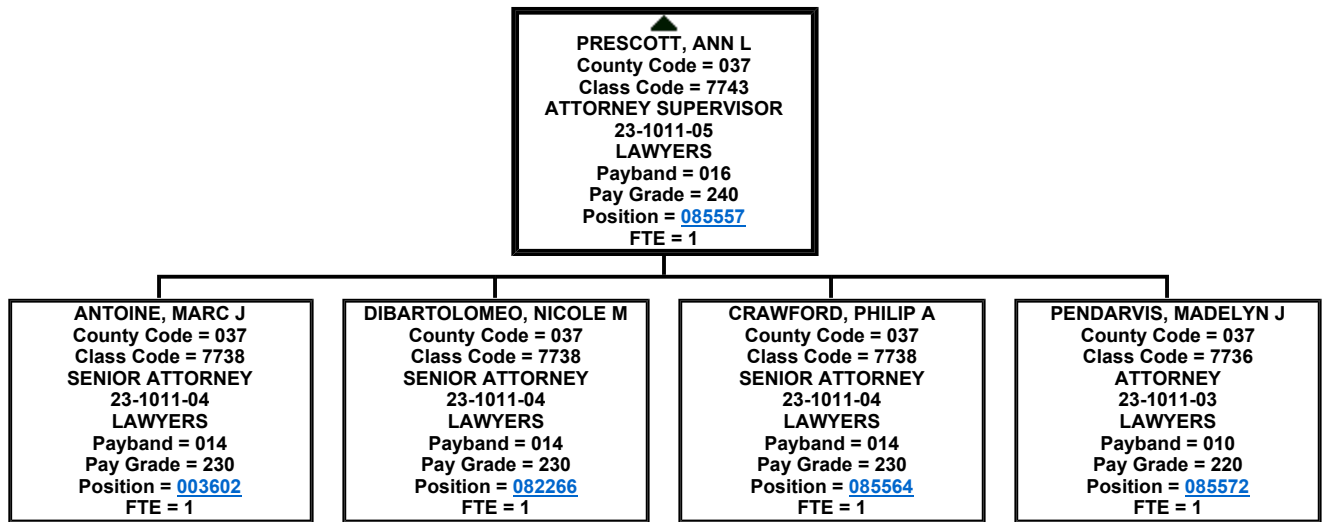 PRESCOTT, ANN L
County Code = 037
Class Code = 7743
ATTORNEY SUPERVISOR
23-1011-05
LAWYERS
Payband = 016
Pay Grade = 240
Position = 085557
FTE = 1
ANTOINE, MARC J
County Code = 037
Class Code = 7738
SENIOR ATTORNEY
23-1011-04
LAWYERS
Payband = 014
Pay Grade = 230
Position = 003602
FTE = 1
DIBARTOLOMEO, NICOLE M
County Code = 037
Class Code = 7738
SENIOR ATTORNEY
23-1011-04
LAWYERS
Payband = 014
Pay Grade = 230
Position = 082266
FTE = 1
CRAWFORD, PHILIP A
County Code = 037
Class Code = 7738
SENIOR ATTORNEY
23-1011-04
LAWYERS
Payband = 014
Pay Grade = 230
Position = 085564
FTE = 1
PENDARVIS, MADELYN J
County Code = 037
Class Code = 7736
ATTORNEY
23-1011-03
LAWYERS
Payband = 010
Pay Grade = 220
Position = 085572
FTE = 1